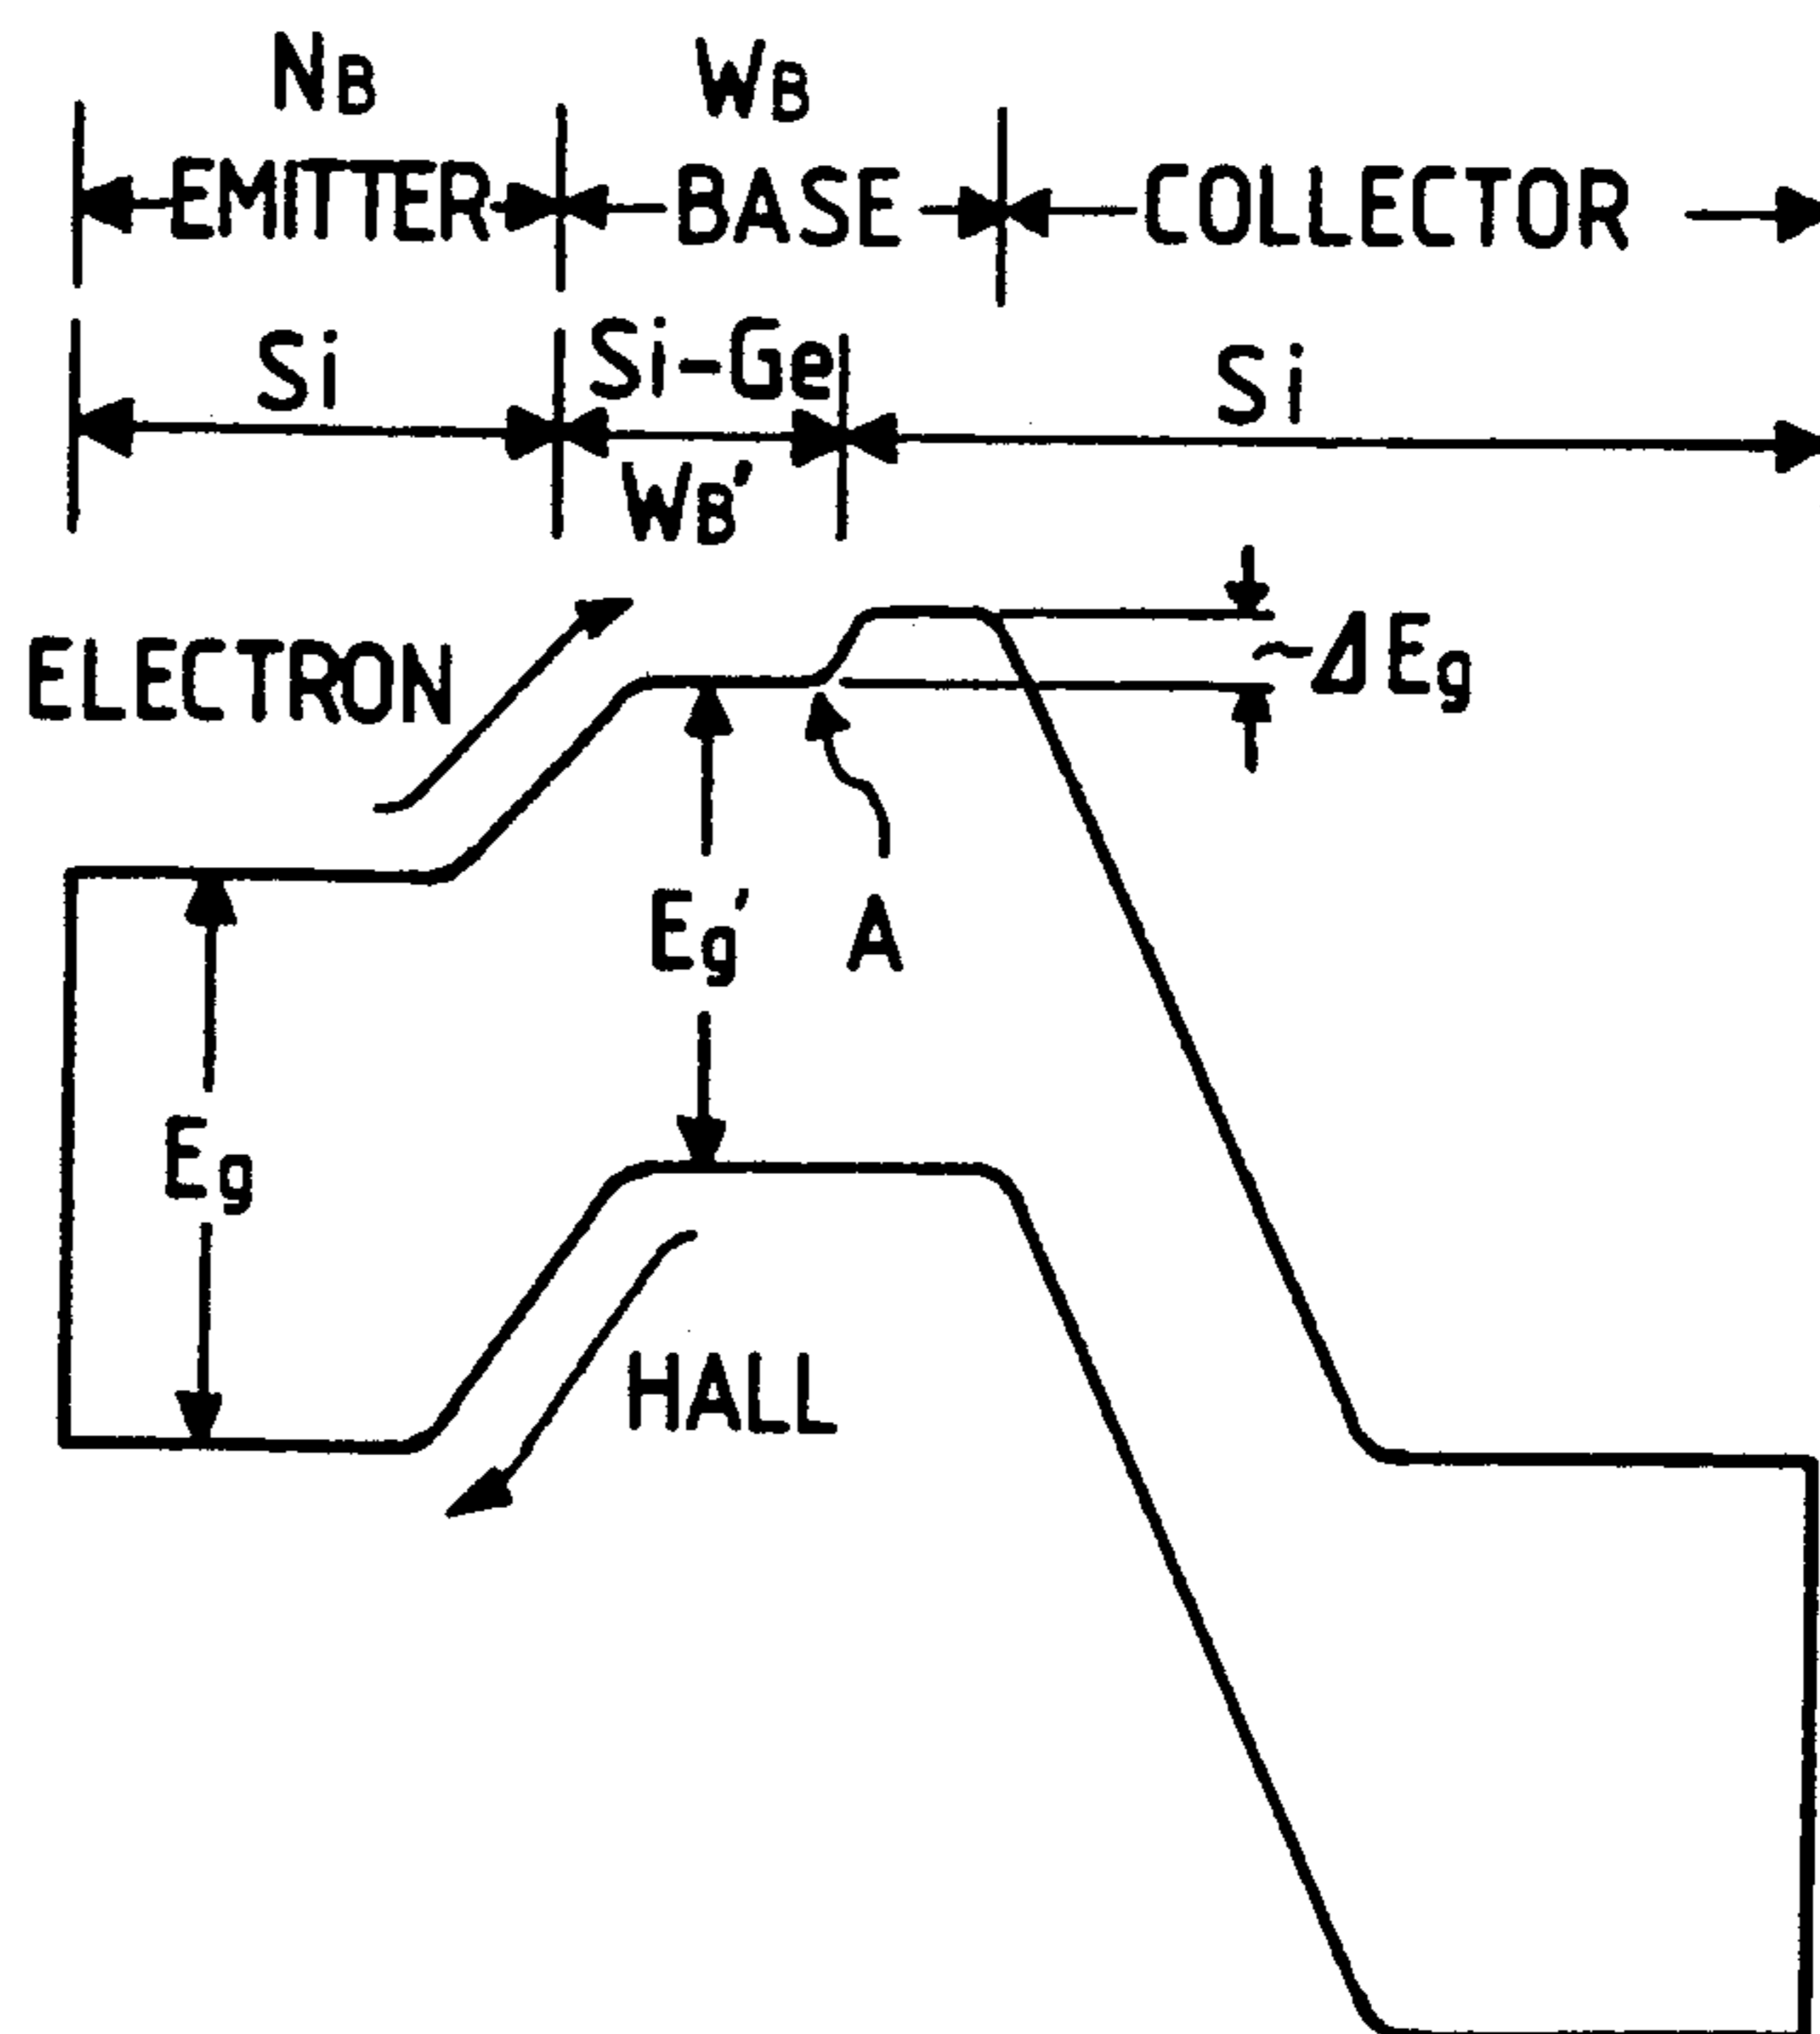 NB WB
EMITTER BASE COLLECTOR
Si Si-Ge Si
WB'
ELECTRON ~ΔEg
Eg' A
Eg
HALL